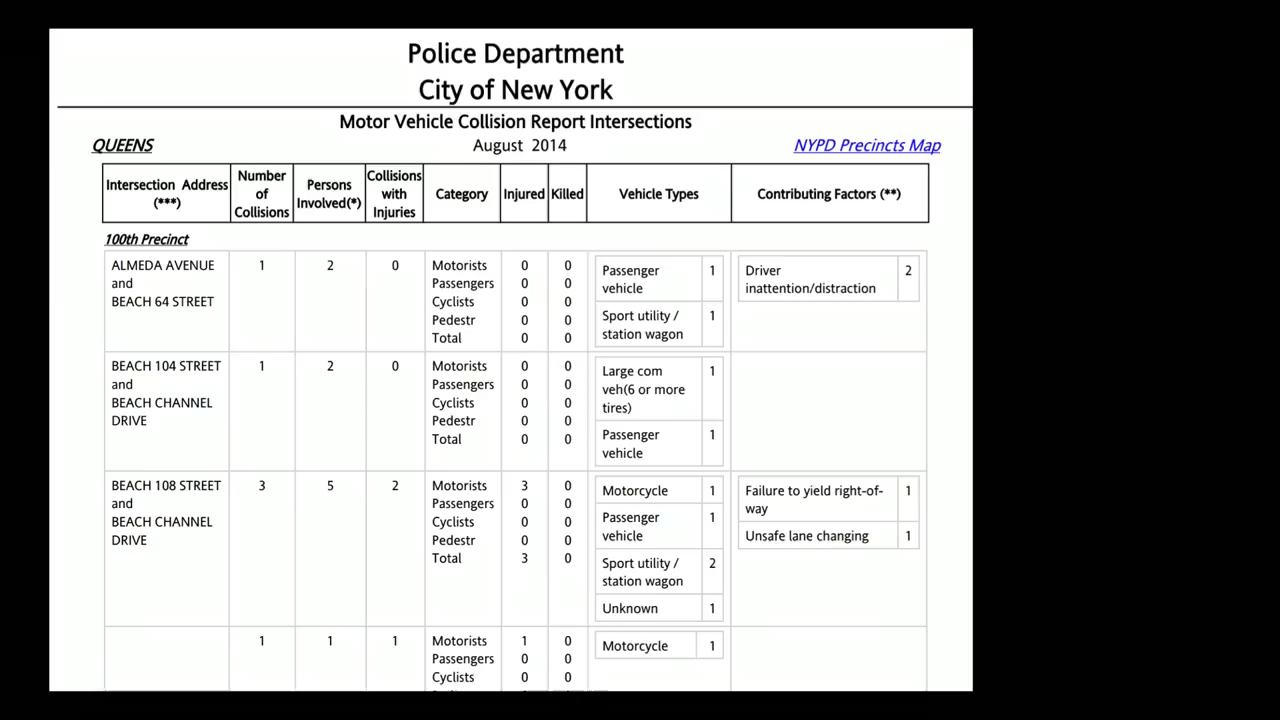 Police Department
City of New York
Motor Vehicle Collision Report Intersections
QUEENS August 2014 NYPD Precincts Map
Intersection Address (***) Number of Collisions Persons Involved(*) Collisions with Injuries Category Injured Killed Vehicle Types Contributing Factors (**)
100th Precinct
ALMEDA AVENUE 1 2 0 Motorists 0 0 Passenger vehicle 1 Driver inattention/distraction 2
and Passengers 0 0
BEACH 64 STREET Cyclists 0 0
Pedestr 0 0 Sport utility / station wagon 1
Total 0 0
BEACH 104 STREET 1 2 0 Motorists 0 0 Large com veh(6 or more tires) 1
and Passengers 0 0
BEACH CHANNEL Cyclists 0 0
DRIVE Pedestr 0 0 Passenger vehicle 1
Total 0 0
BEACH 108 STREET 3 5 2 Motorists 3 0 Motorcycle 1 Failure to yield right-of-way 1
and Passengers 0 0 Passenger vehicle 1
BEACH CHANNEL Cyclists 0 0
DRIVE Pedestr 0 0 Unsafe lane changing 1
Total 3 0 Sport utility / station wagon 2
Unknown 1
1 1 1 Motorists 1 0 Motorcycle 1
Passengers 0 0
Cyclists 0 0